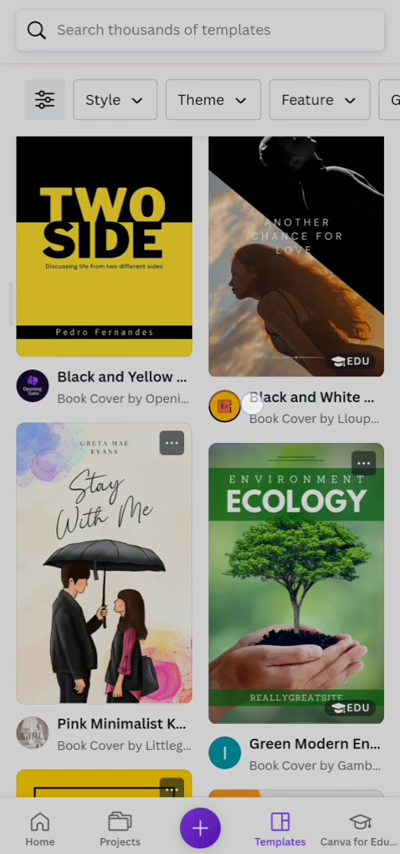 Search thousands of templates
Style
Theme
Feature
G
TWO
SIDE
Discussing life from two different sides
Pedro Fernandes
Opening Gate
Black and Yellow ...
Book Cover by Openi...
ANOTHER
CHANCE FOR
LOVE
EDU
Black and White ...
Book Cover by Lloup...
GRETA MAE
EVANS
Stay
With Me
GIRL
Pink Minimalist K...
Book Cover by Littleg...
ENVIRONMENT
ECOLOGY
REALLYGREATSITE
EDU
I
Green Modern En...
Book Cover by Gamb...
Home
Projects
Templates
Canva for Edu...